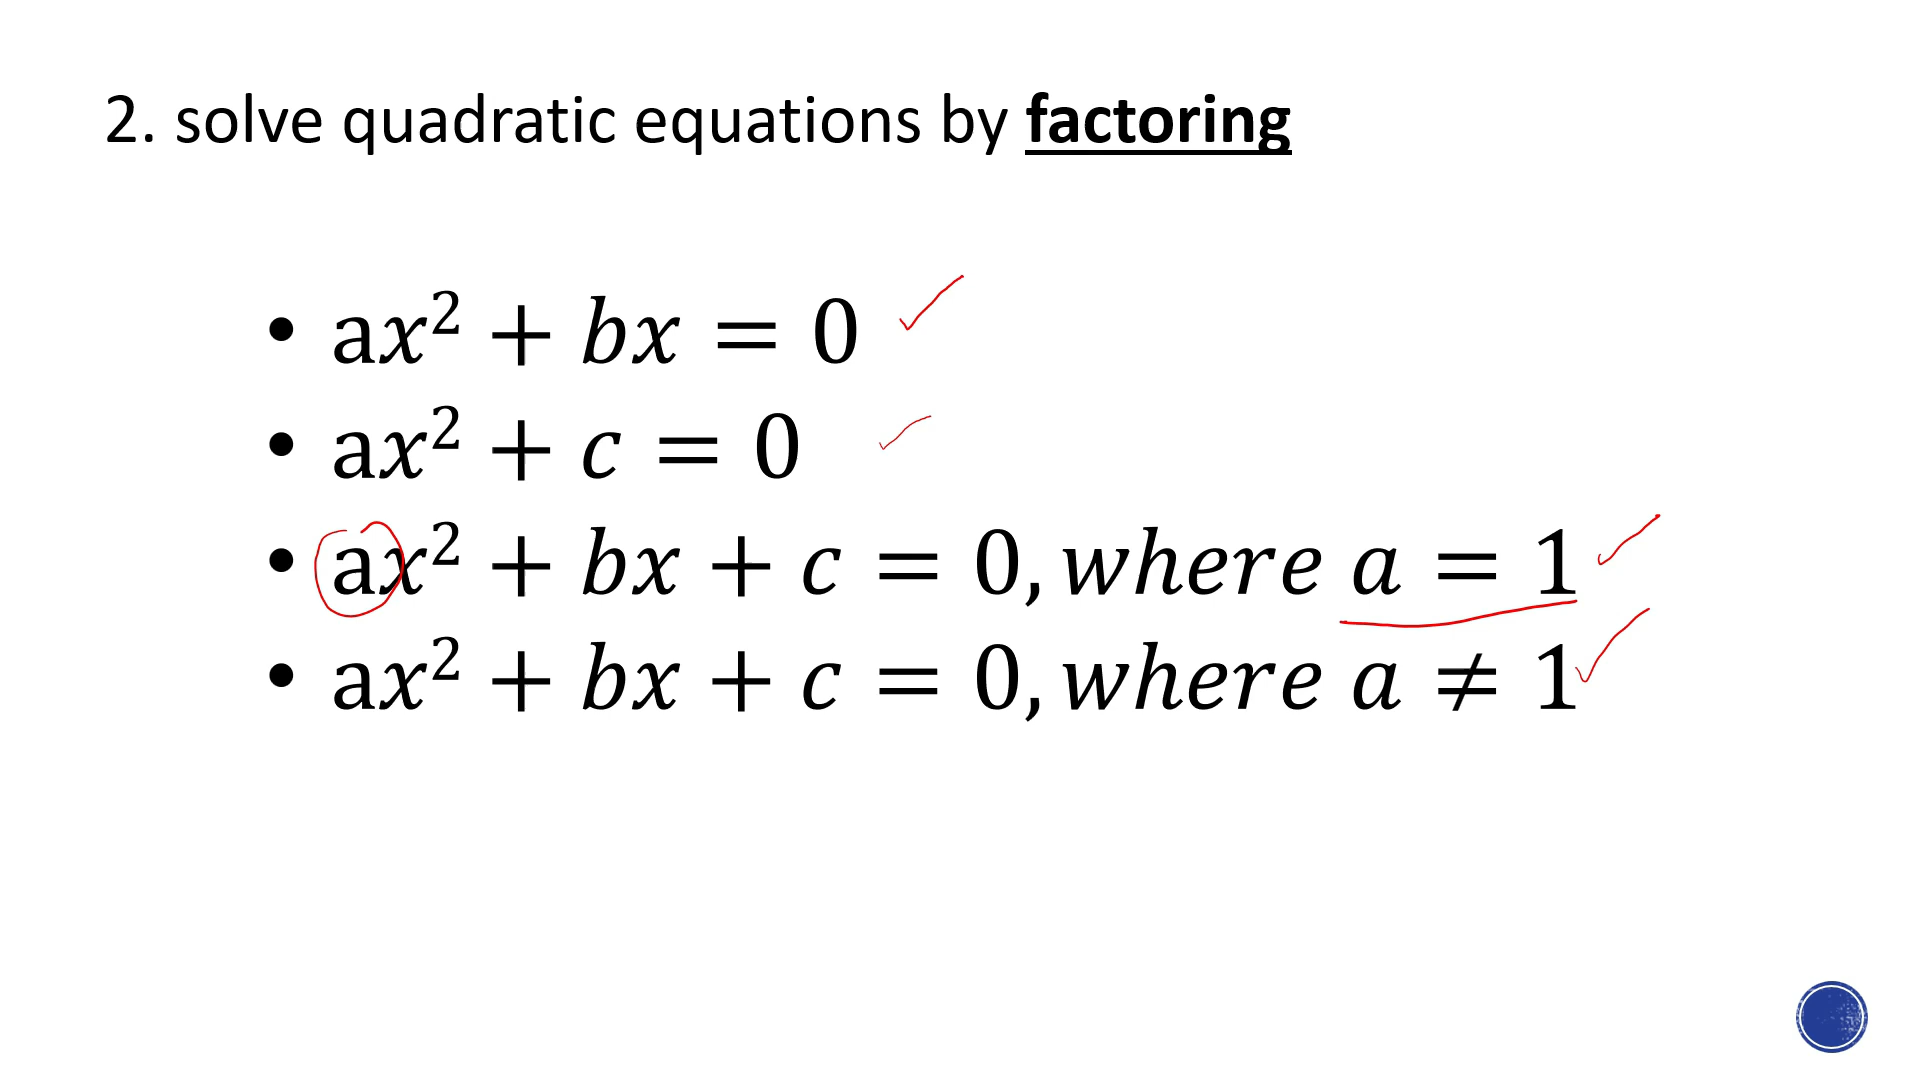 2. solve quadratic equations by factoring
• ax² + bx = 0
• ax² + c = 0
• ax² + bx + c = 0, where a = 1
• ax² + bx + c = 0, where a ≠ 1